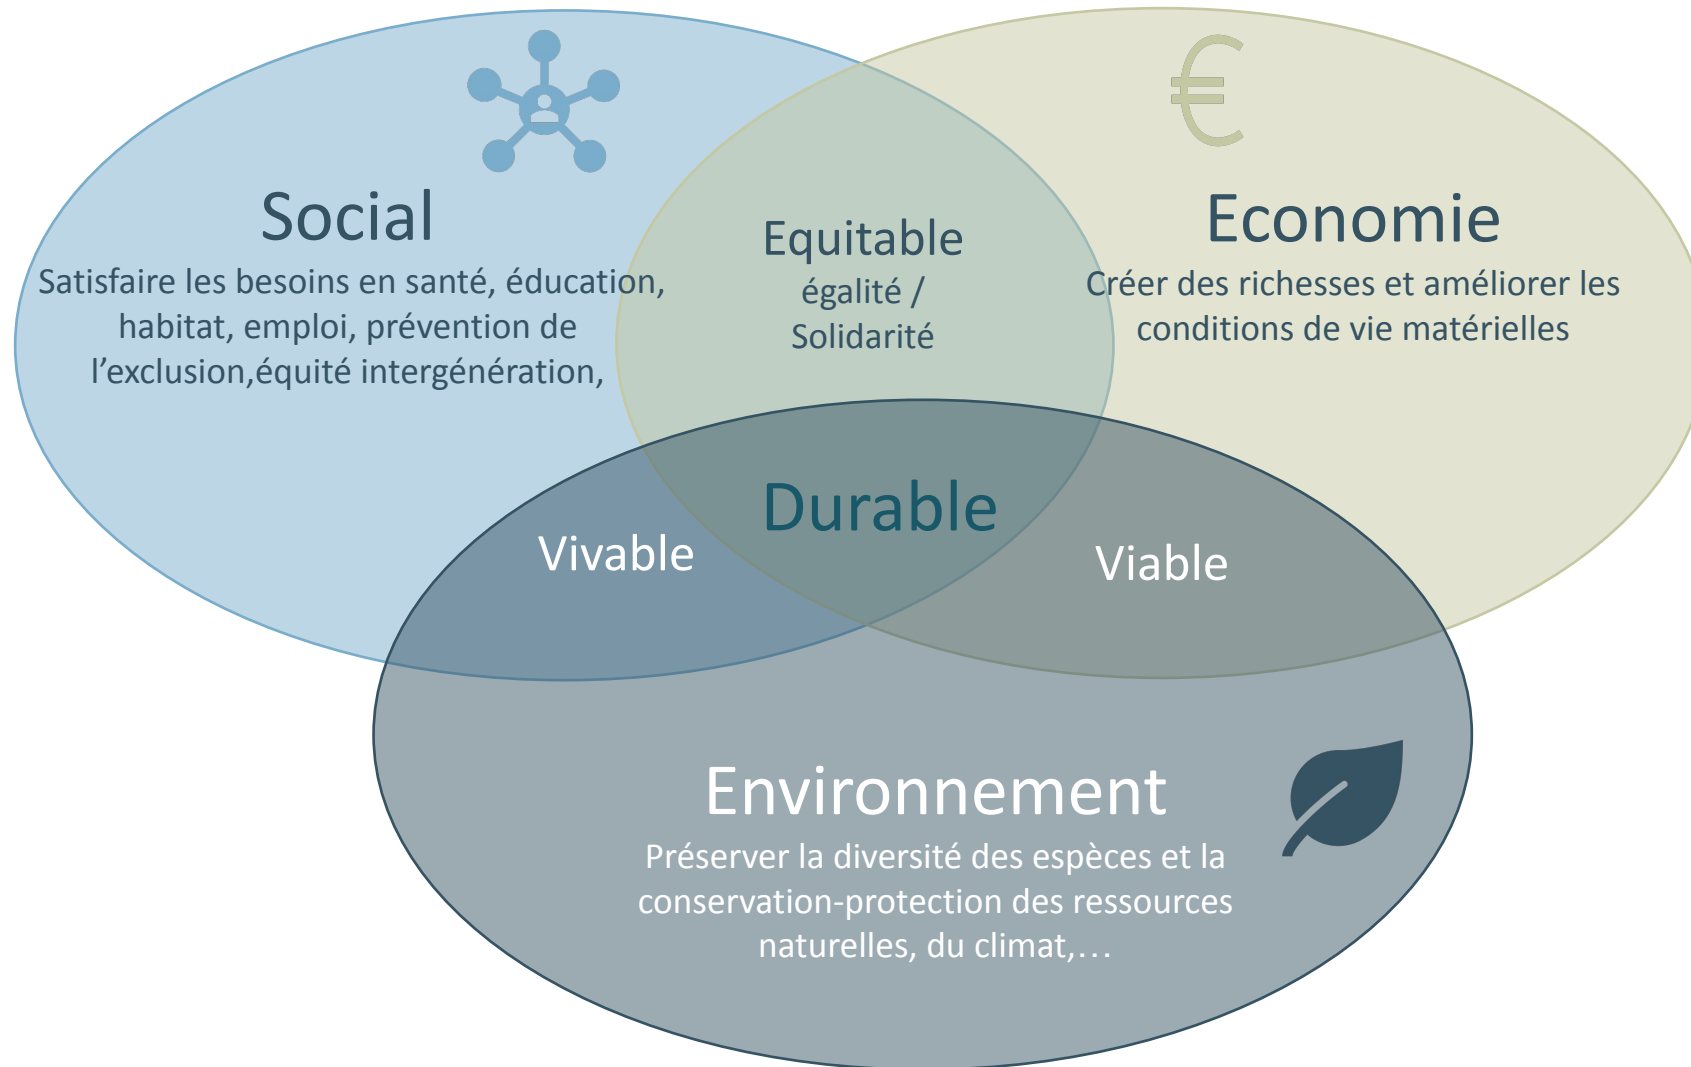 Social
Satisfaire les besoins en santé, éducation,
habitat, emploi, prévention de
l’exclusion,équité intergénération,
Equitable
égalité /
Solidarité
Economie
Créer des richesses et améliorer les
conditions de vie matérielles
Durable
Vivable
Viable
Environnement
Préserver la diversité des espèces et la
conservation-protection des ressources
naturelles, du climat,…